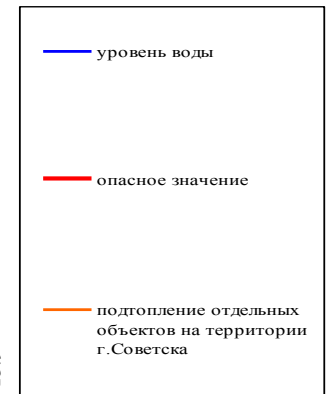 уровень воды
опасное значение
подтопление отдельных
объектов на территории
г.Советска